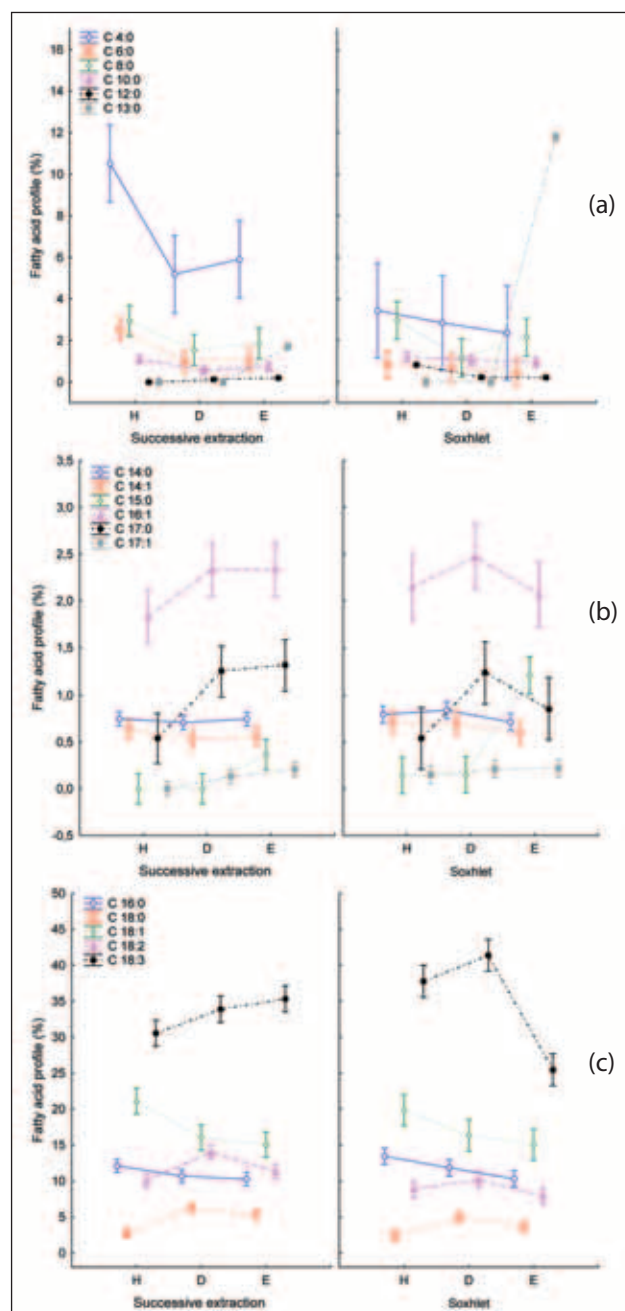 C 4:0
C 6:0
C 8:0
C 10:0
C 12:0
C 13:0
Fatty acid profile (%)
16
14
12
10
8
6
4
2
0
H D E H D E
Successive extraction Soxhlet
(a)
C 14:0
C 14:1
C 15:0
C 16:1
C 17:0
C 17:1
Fatty acid profile (%)
3,5
3,0
2,5
2,0
1,5
1,0
0,5
0,0
-0,5
H D E H D E
Successive extraction Soxhlet
(b)
C 16:0
C 18:0
C 18:1
C 18:2
C 18:3
Fatty acid profile (%)
50
45
40
35
30
25
20
15
10
5
0
H D E H D E
Successive extraction Soxhlet
(c)